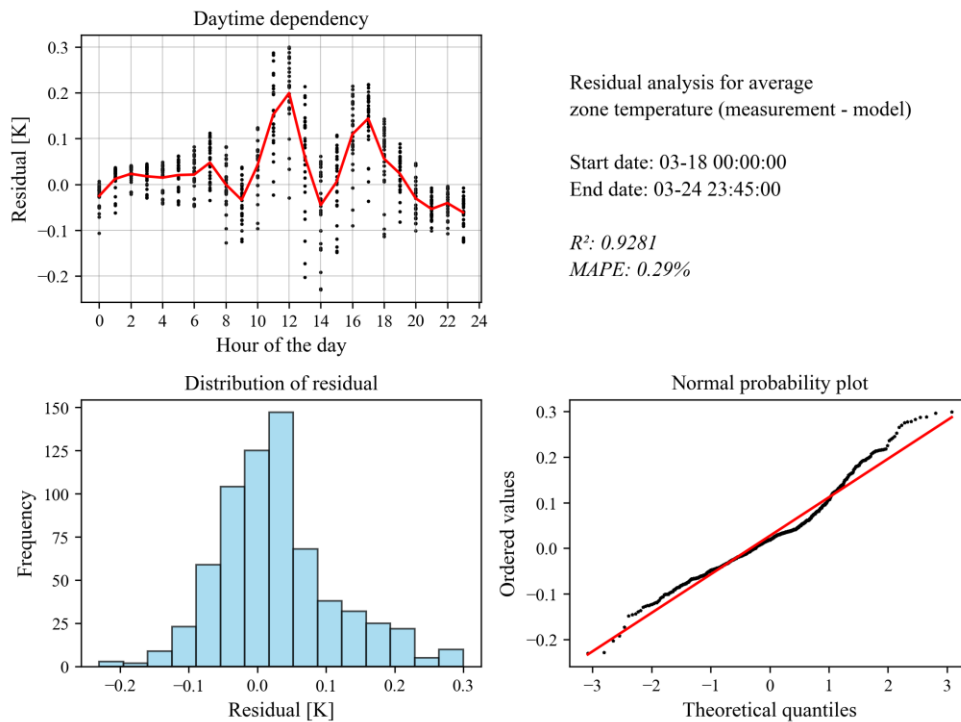 Daytime dependency
0.3
0.2
0.1
0.0
−0.1
−0.2
Residual [K]
0 2 4 6 8 10 12 14 16 18 20 22 24
Hour of the day
Residual analysis for average
zone temperature (measurement - model)
Start date: 03-18 00:00:00
End date: 03-24 23:45:00
R²: 0.9281
MAPE: 0.29%
Distribution of residual
150
125
100
75
50
25
0
Frequency
−0.2 −0.1 0.0 0.1 0.2 0.3
Residual [K]
Normal probability plot
0.3
0.2
0.1
0.0
−0.1
−0.2
Ordered values
−3 −2 −1 0 1 2 3
Theoretical quantiles